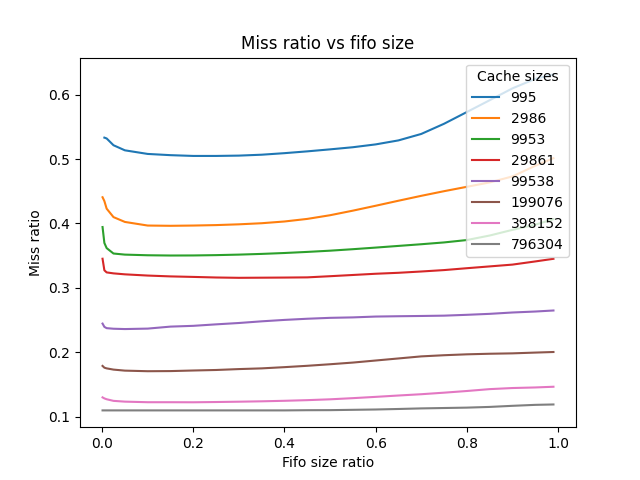 Miss ratio vs fifo size
Cache sizes
995
2986
9953
29861
99538
199076
398152
796304
Miss ratio
0.6
0.5
0.4
0.3
0.2
0.1
0.0 0.2 0.4 0.6 0.8 1.0
Fifo size ratio